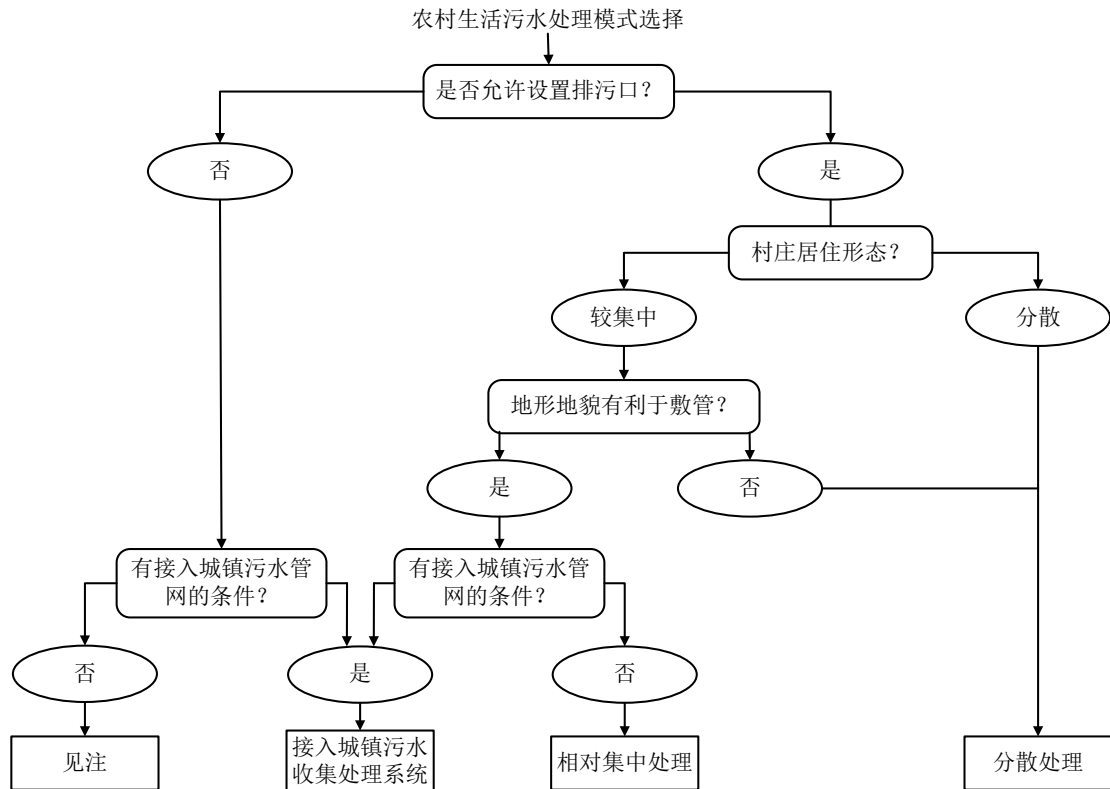 农村生活污水处理模式选择
是否允许设置排污口？
否
是
村庄居住形态？
较集中
分散
地形地貌有利于敷管？
是
否
有接入城镇污水管
网的条件？
有接入城镇污水管
网的条件？
否
是
否
见注
接入城镇污水
收集处理系统
相对集中处理
分散处理